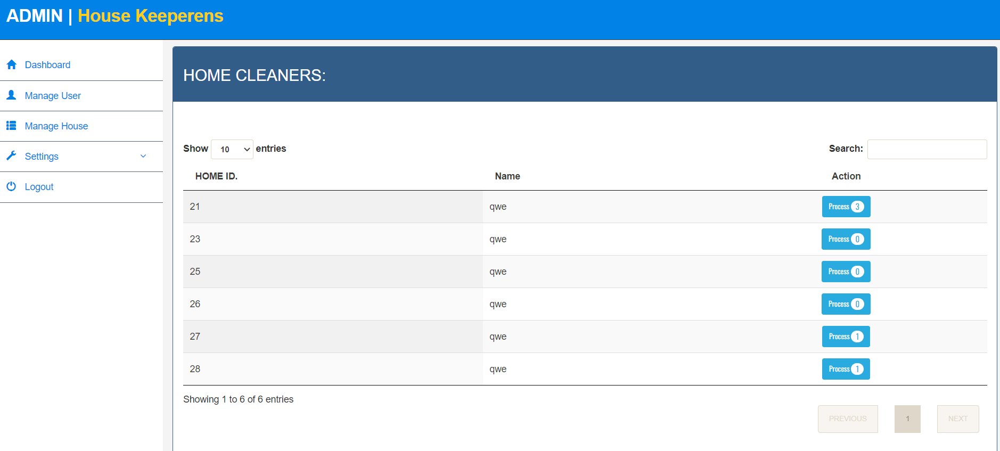 ADMIN | House Keeperens
Dashboard
Manage User
Manage House
Settings
Logout
HOME CLEANERS:
Show 10 entries
Search:
HOME ID. Name Action
21 qwe Process 3
23 qwe Process 0
25 qwe Process 0
26 qwe Process 0
27 qwe Process 1
28 qwe Process 1
Showing 1 to 6 of 6 entries
PREVIOUS 1 NEXT